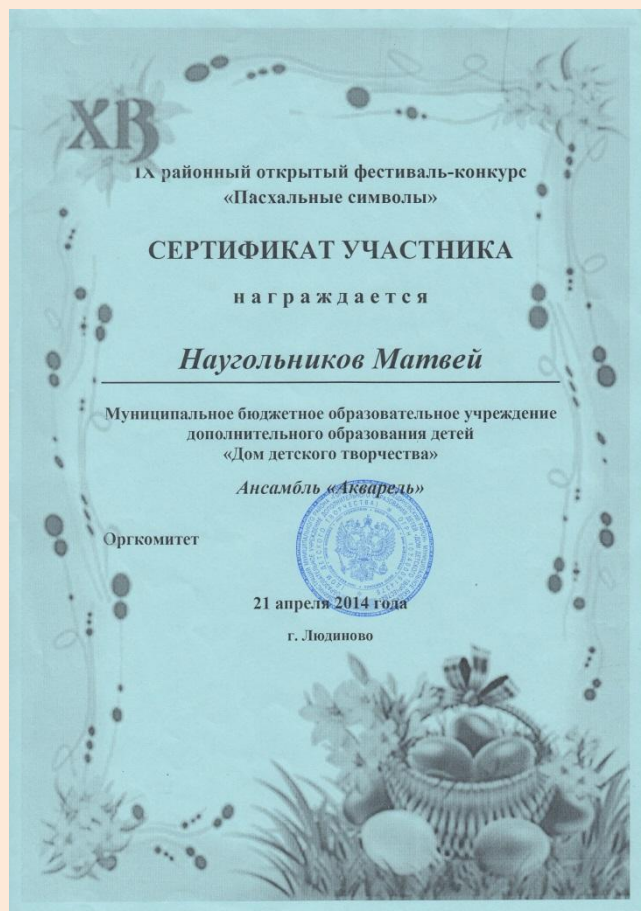 ХВ
IX районный открытый фестиваль-конкурс
«Пасхальные символы»
СЕРТИФИКАТ УЧАСТНИКА
награждается
Наугольников Матвей
Муниципальное бюджетное образовательное учреждение
дополнительного образования детей
«Дом детского творчества»
Ансамбль «Акварель»
Оргкомитет
21 апреля 2014 года
г. Людиново